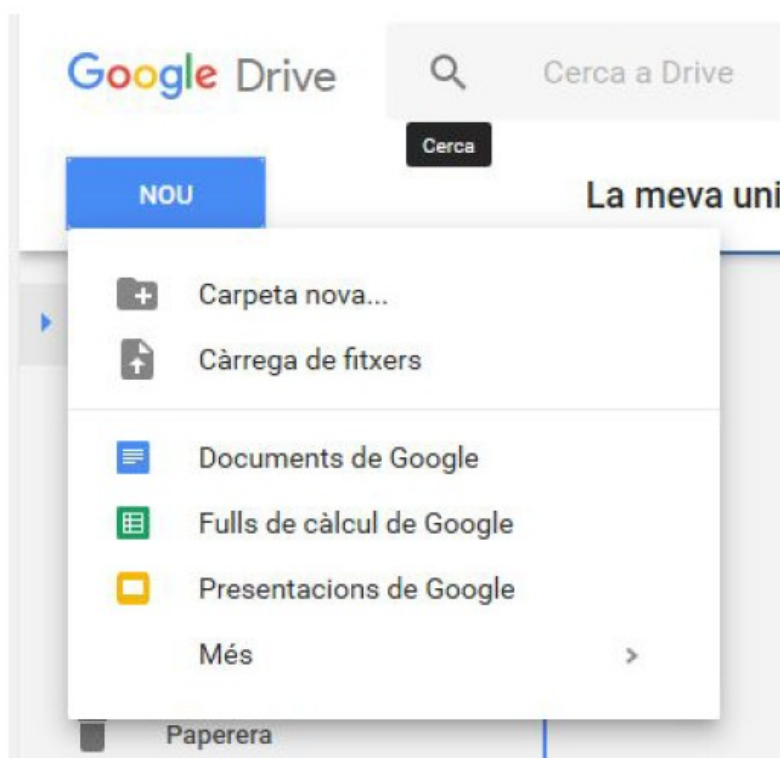 Google Drive
Cerca a Drive
Cerca
NOU
La meva uni
Carpeta nova...
Càrrega de fitxers
Documents de Google
Fulls de càlcul de Google
Presentacions de Google
Més
Paperera